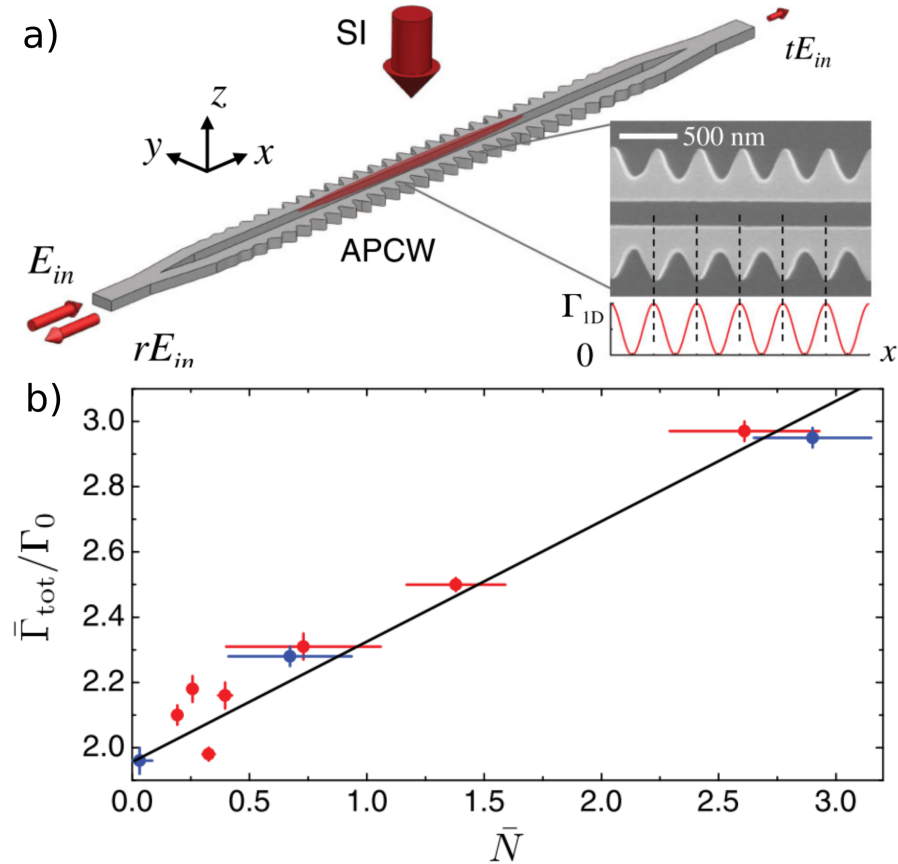 a)
SI
tE_in
z
y
x
500 nm
E_in
APCW
Γ_1D
0
x
rE_in
b)
3.0
2.8
2.6
2.4
2.2
2.0
Γ̄_tot/Γ_0
0.0 0.5 1.0 1.5 2.0 2.5 3.0
N̄